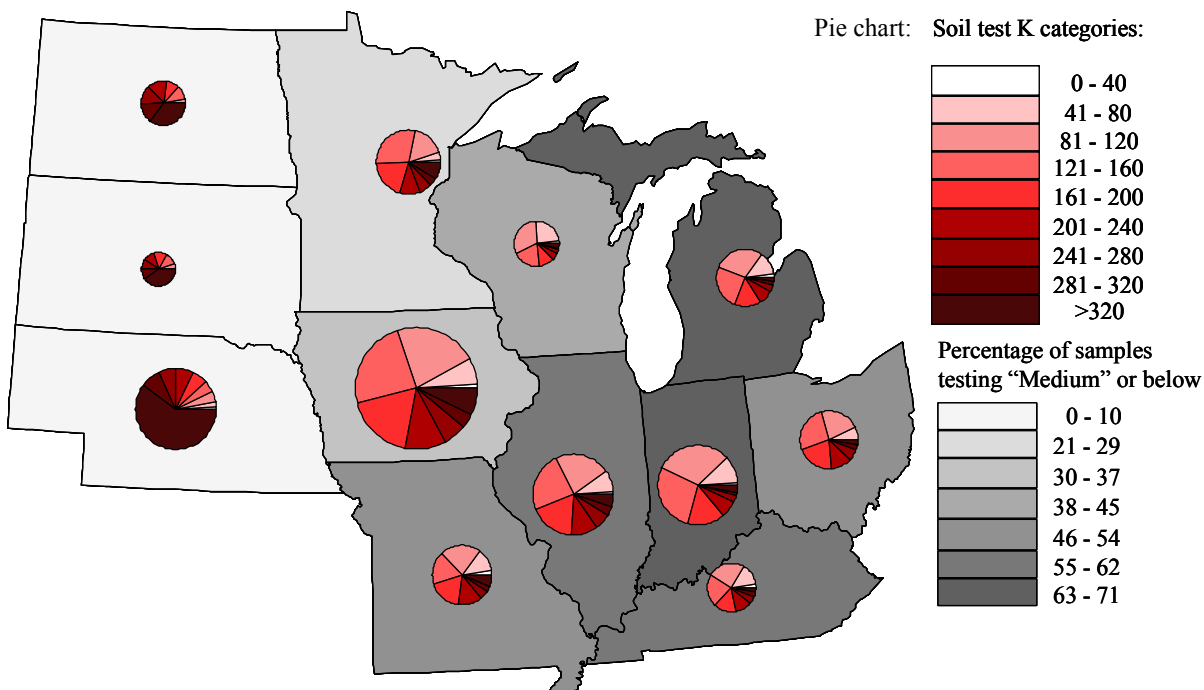 Pie chart: Soil test K categories:
0 - 40
41 - 80
81 - 120
121 - 160
161 - 200
201 - 240
241 - 280
281 - 320
>320
Percentage of samples
testing “Medium” or below
0 - 10
21 - 29
30 - 37
38 - 45
46 - 54
55 - 62
63 - 71